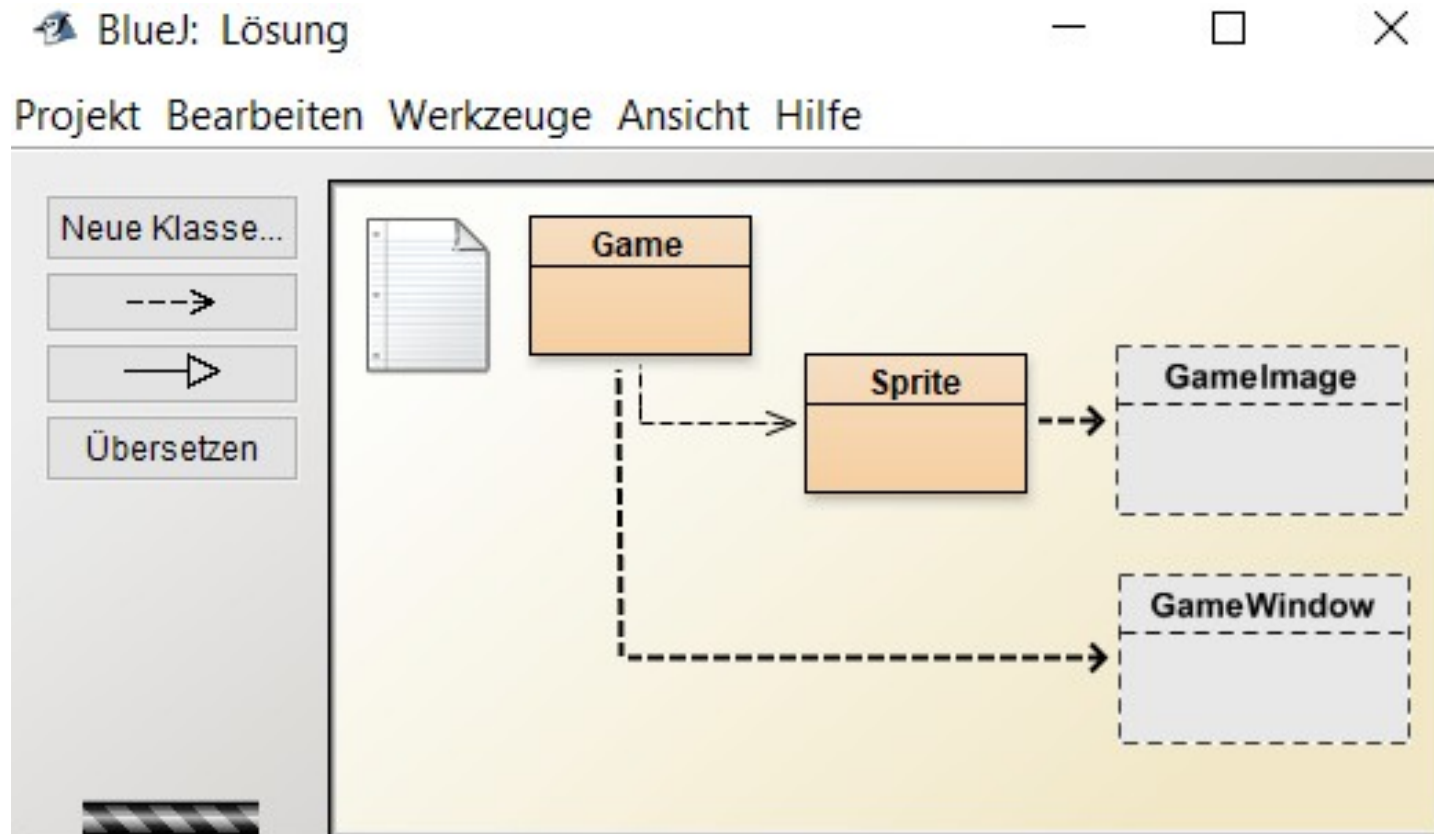 BlueJ: Lösung
Projekt Bearbeiten Werkzeuge Ansicht Hilfe
Neue Klasse...
Übersetzen
Game
Sprite
GameImage
GameWindow